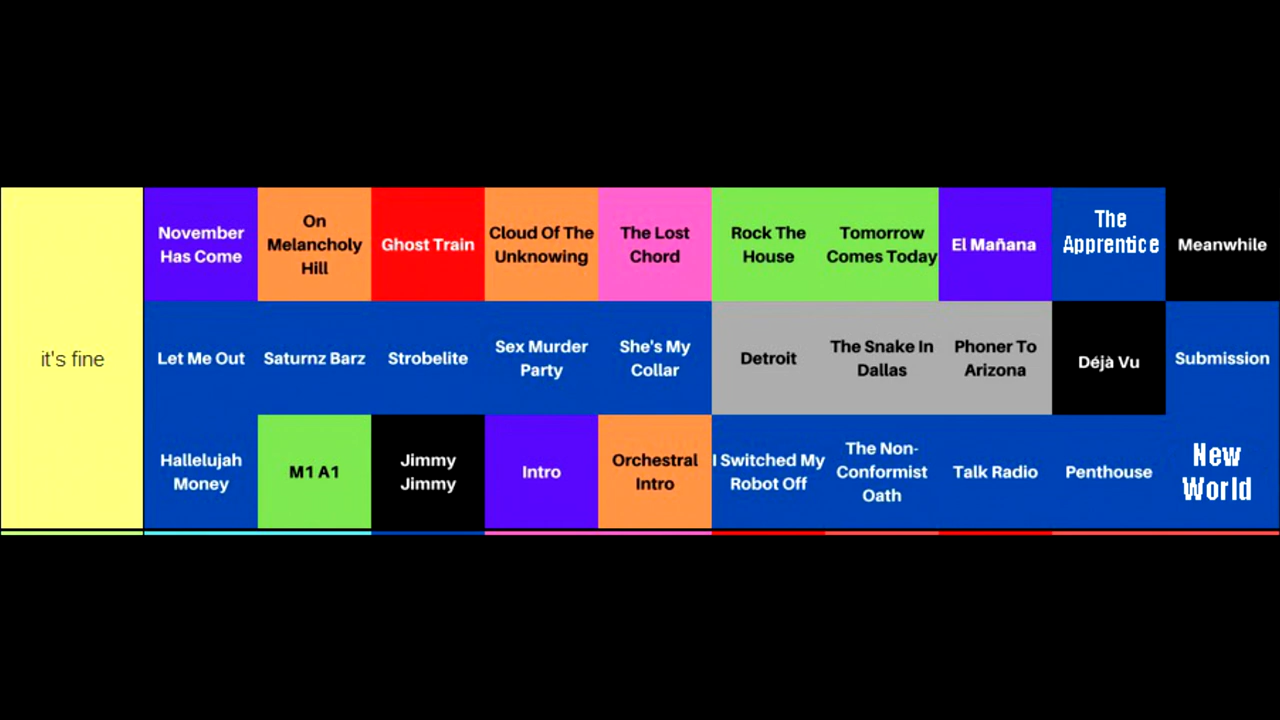 it's fine
November
Has Come
On
Melancholy
Hill
Ghost Train
Cloud Of The
Unknowing
The Lost
Chord
Rock The
House
Tomorrow
Comes Today
El Mañana
The
Apprentice
Meanwhile
Let Me Out
Saturnz Barz
Strobelite
Sex Murder
Party
She's My
Collar
Detroit
The Snake In
Dallas
Phoner To
Arizona
Déjà Vu
Submission
Hallelujah
Money
M1 A1
Jimmy
Jimmy
Intro
Orchestral
Intro
I Switched My
Robot Off
The Non-
Conformist
Oath
Talk Radio
Penthouse
New
World